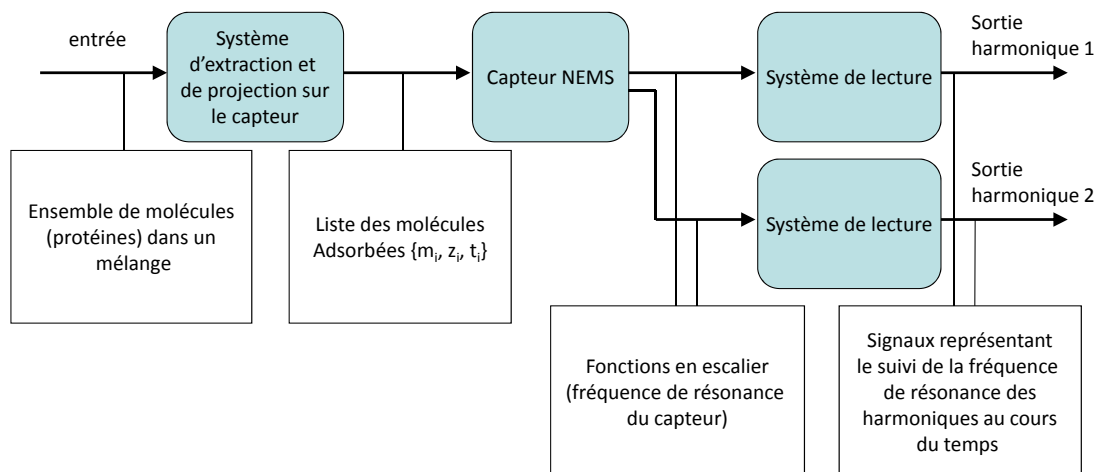 entrée
Système
d'extraction et
de projection sur
le capteur
Capteur NEMS
Système de lecture
Sortie
harmonique 1
Système de lecture
Sortie
harmonique 2
Ensemble de molécules
(protéines) dans un
mélange
Liste des molécules
Adsorbées {mᵢ, zᵢ, tᵢ}
Fonctions en escalier
(fréquence de résonance
du capteur)
Signaux représentant
le suivi de la fréquence
de résonance des
harmoniques au cours
du temps